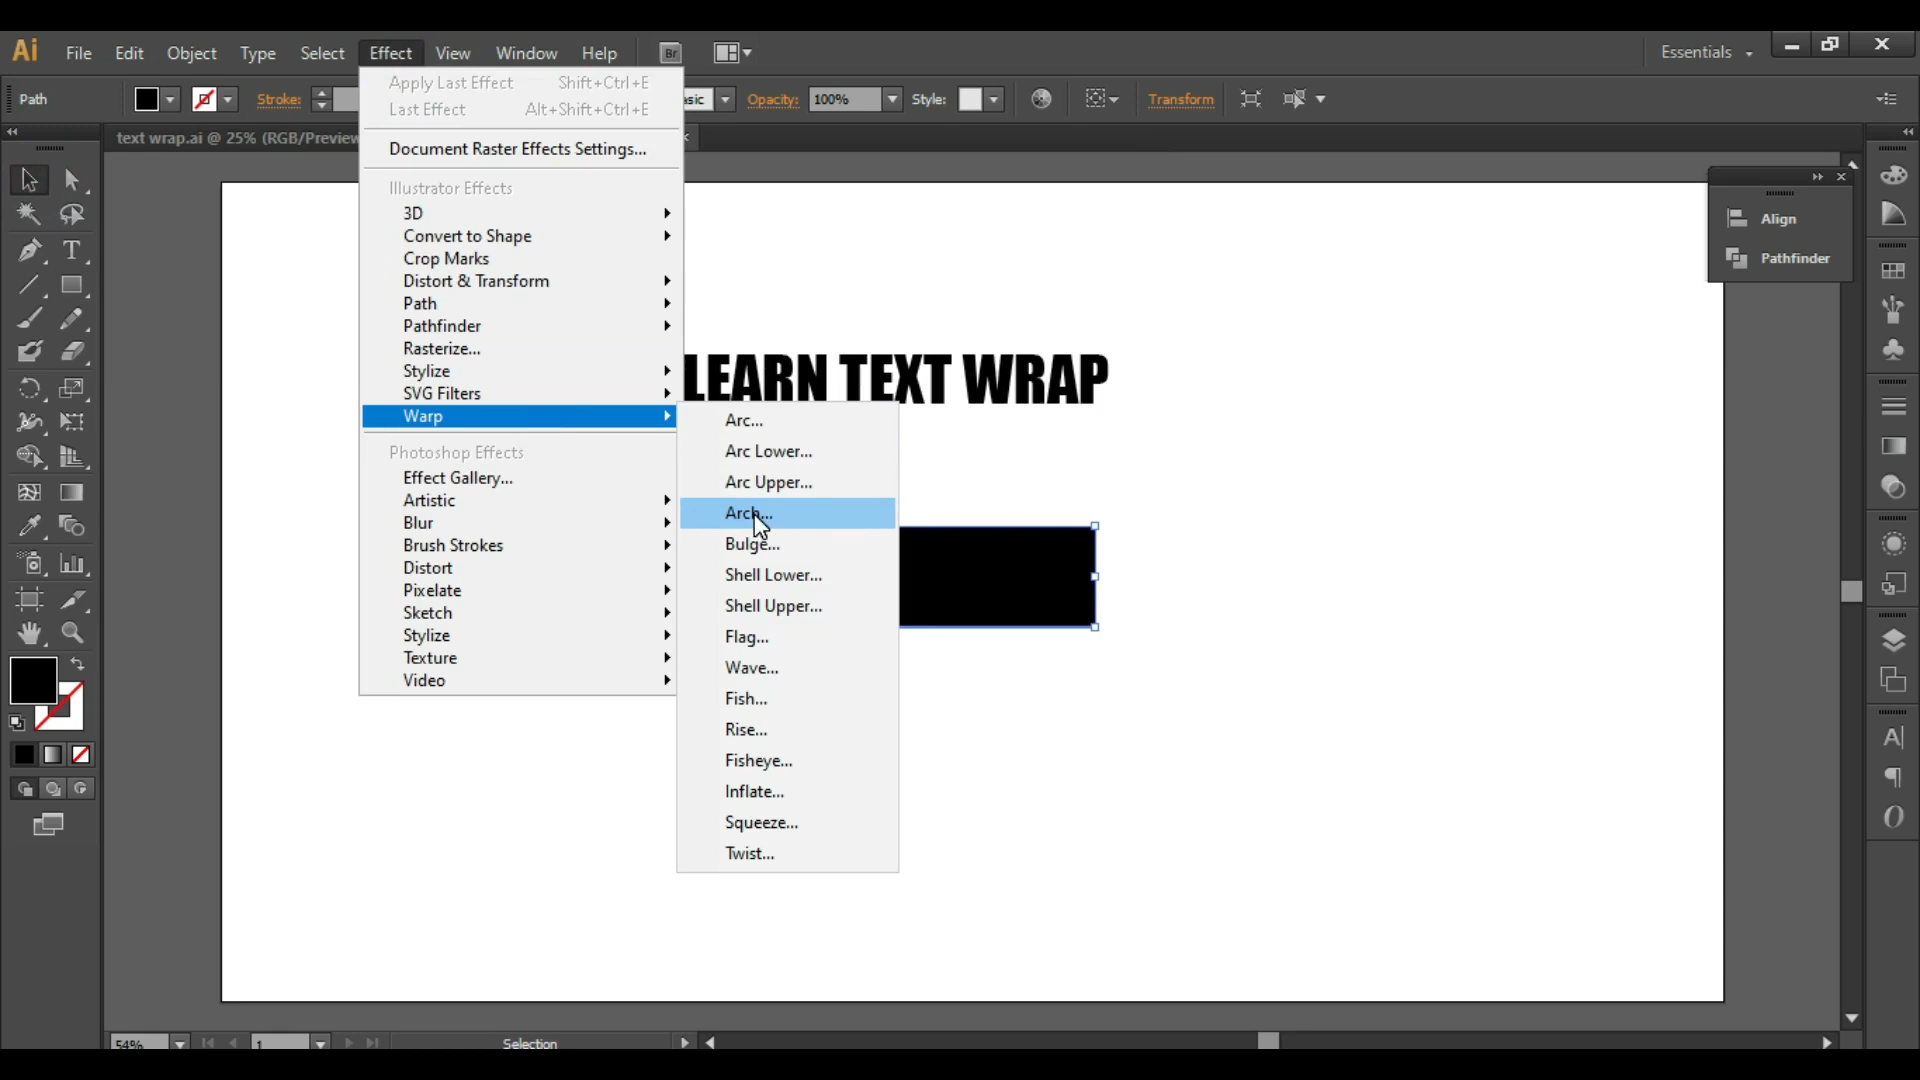 Ai File Edit Object Type Select Effect View Window Help Br Essentials
Path Stroke: Opacity: 100% Style: Transform
text wrap.ai @ 25% (RGB/Preview
Apply Last Effect Shift+Ctrl+E
Last Effect Alt+Shift+Ctrl+E
Document Raster Effects Settings...
Illustrator Effects
3D
Convert to Shape
Crop Marks
Distort & Transform
Path
Pathfinder
Rasterize...
Stylize
SVG Filters
Warp
Photoshop Effects
Effect Gallery...
Artistic
Blur
Brush Strokes
Distort
Pixelate
Sketch
Stylize
Texture
Video
Arc...
Arc Lower...
Arc Upper...
Arch...
Bulge...
Shell Lower...
Shell Upper...
Flag...
Wave...
Fish...
Rise...
Fisheye...
Inflate...
Squeeze...
Twist...
LEARN TEXT WRAP
Align
Pathfinder
54% 1 Selection